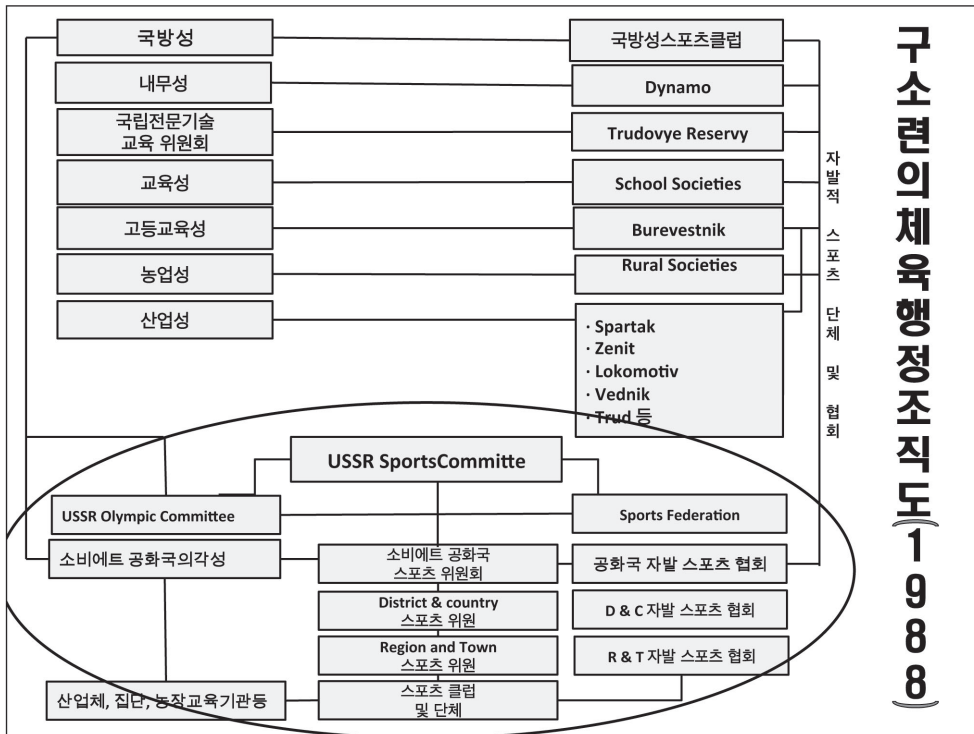 구소련의체육행정조직도(1988)
국방성
국방성스포츠클럽
내무성
Dynamo
국립전문기술
교육 위원회
Trudovye Reservy
교육성
School Societies
고등교육성
Burevestnik
농업성
Rural Societies
산업성
· Spartak
· Zenit
· Lokomotiv
· Vednik
· Trud 등
자발적 스포츠 단체 및 협회
USSR SportsCommitte
USSR Olympic Committee
Sports Federation
소비에트 공화국의각성
소비에트 공화국
스포츠 위원회
공화국 자발 스포츠 협회
District & country
스포츠 위원
D & C 자발 스포츠 협회
Region and Town
스포츠 위원
R & T 자발 스포츠 협회
산업체, 집단, 농장교육기관등
스포츠 클럽
및 단체